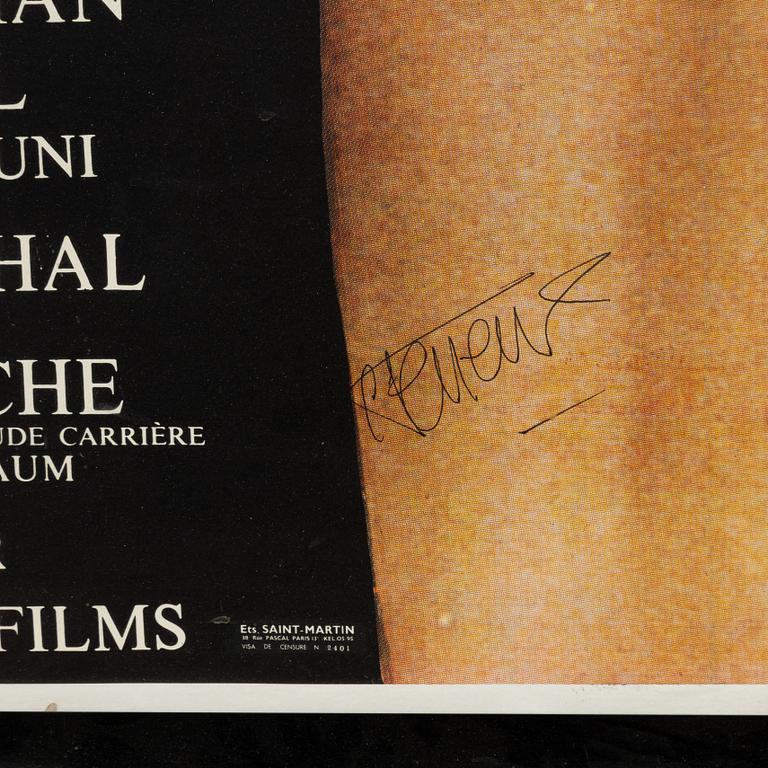 AN
L
UNI
HAL
CHE
UDE CARRIÈRE
AUM
R
FILMS
Ets. SAINT-MARTIN
18 Rue PASCAL PARIS 13e KEL.05-95
VISA DE CENSURE N 2401